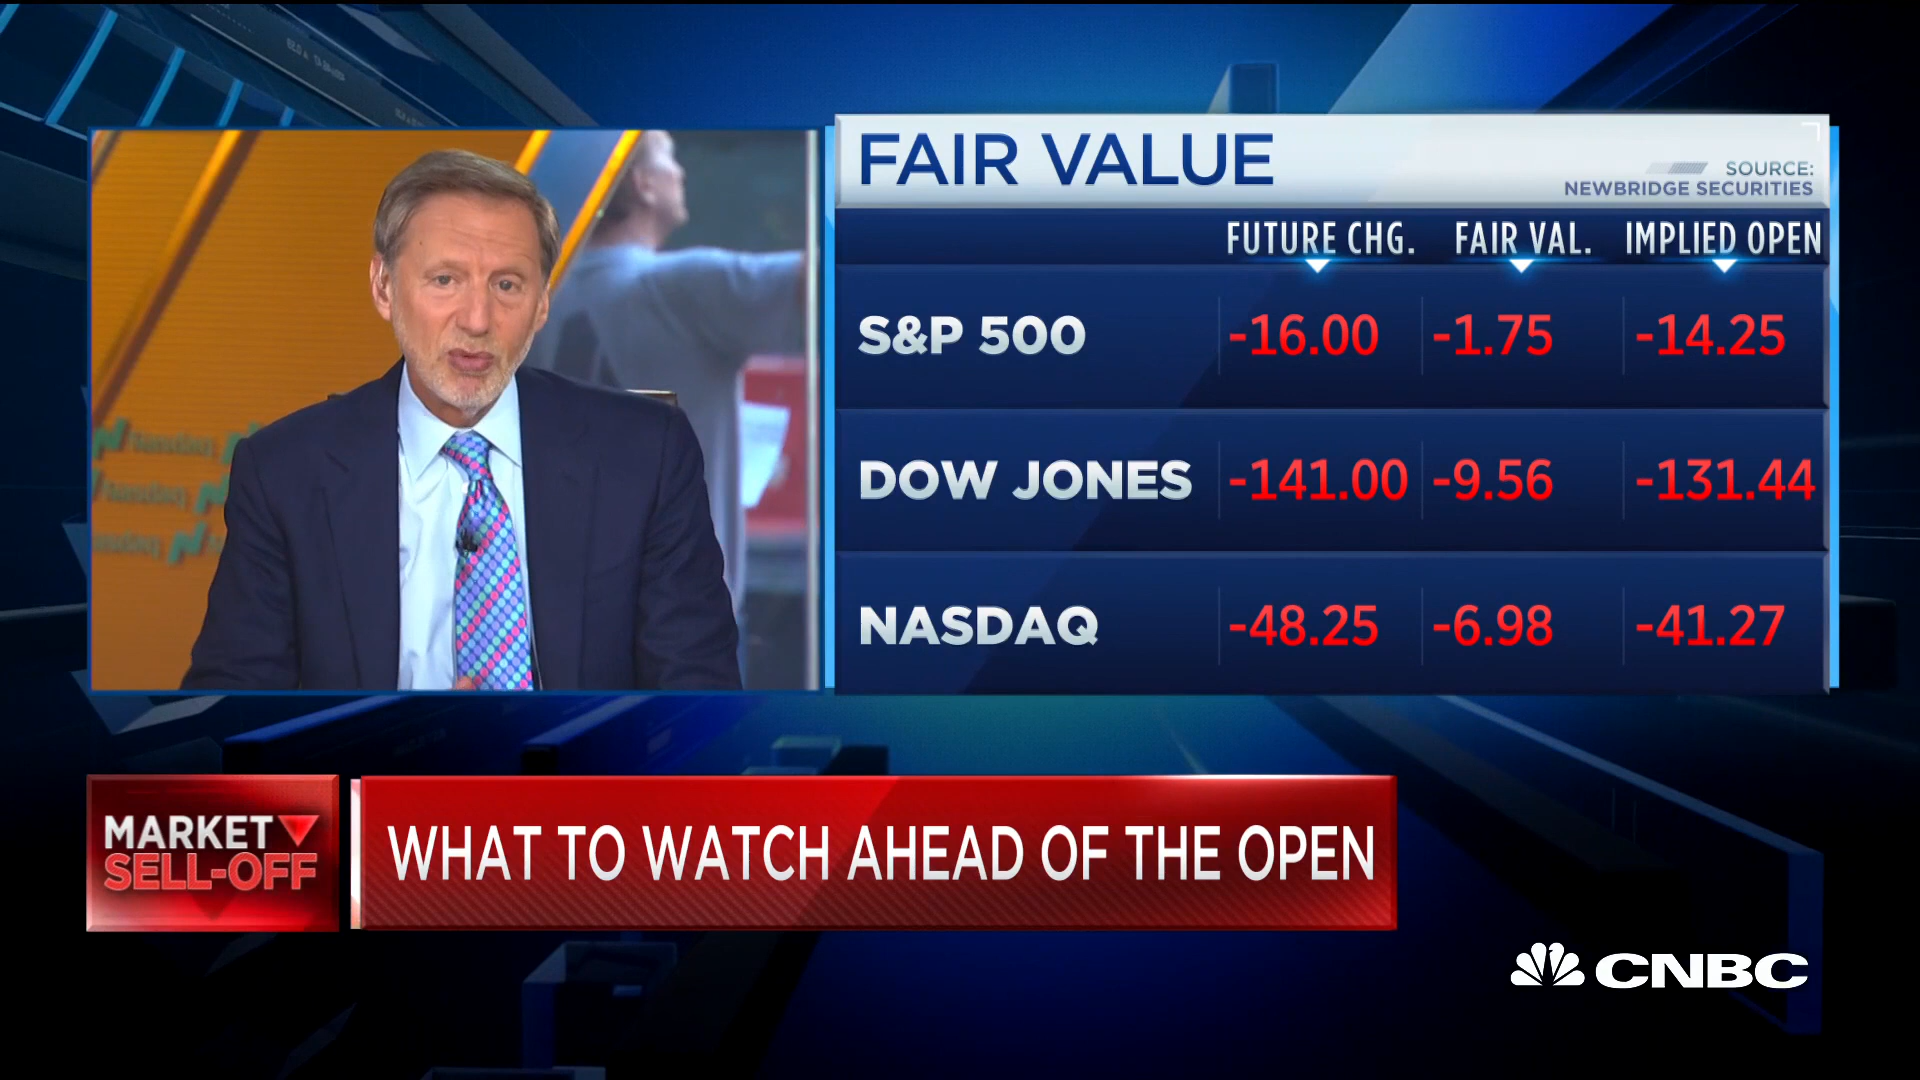 FAIR VALUE
SOURCE:
NEWBRIDGE SECURITIES
FUTURE CHG. FAIR VAL. IMPLIED OPEN
S&P 500 -16.00 -1.75 -14.25
DOW JONES -141.00 -9.56 -131.44
NASDAQ -48.25 -6.98 -41.27
MARKET
SELL-OFF
WHAT TO WATCH AHEAD OF THE OPEN
CNBC